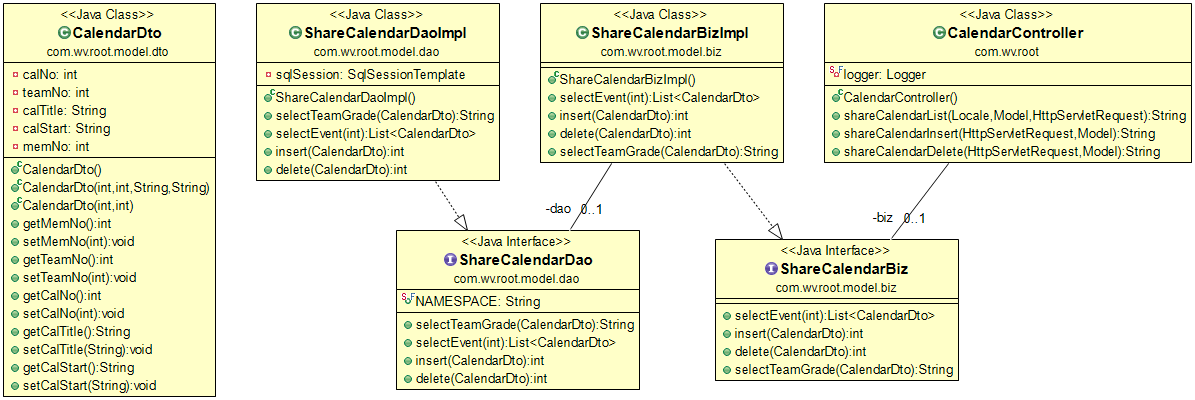 <<Java Class>>
CalendarDto
com.wv.root.model.dto
calNo: int
teamNo: int
calTitle: String
calStart: String
memNo: int
CalendarDto()
CalendarDto(int,int,String,String)
CalendarDto(int,int)
getMemNo():int
setMemNo(int):void
getTeamNo():int
setTeamNo(int):void
getCalNo():int
setCalNo(int):void
getCalTitle():String
setCalTitle(String):void
getCalStart():String
setCalStart(String):void
<<Java Class>>
ShareCalendarDaoImpl
com.wv.root.model.dao
sqlSession: SqlSessionTemplate
ShareCalendarDaoImpl()
selectTeamGrade(CalendarDto):String
selectEvent(int):List<CalendarDto>
insert(CalendarDto):int
delete(CalendarDto):int
<<Java Class>>
ShareCalendarBizImpl
com.wv.root.model.biz
ShareCalendarBizImpl()
selectEvent(int):List<CalendarDto>
insert(CalendarDto):int
delete(CalendarDto):int
selectTeamGrade(CalendarDto):String
<<Java Class>>
CalendarController
com.wv.root
logger: Logger
CalendarController()
shareCalendarList(Locale,Model,HttpServletRequest):String
shareCalendarInsert(HttpServletRequest,Model):String
shareCalendarDelete(HttpServletRequest,Model):String
-dao 0..1
-biz 0..1
<<Java Interface>>
ShareCalendarDao
com.wv.root.model.dao
NAMESPACE: String
selectTeamGrade(CalendarDto):String
selectEvent(int):List<CalendarDto>
insert(CalendarDto):int
delete(CalendarDto):int
<<Java Interface>>
ShareCalendarBiz
com.wv.root.model.biz
selectEvent(int):List<CalendarDto>
insert(CalendarDto):int
delete(CalendarDto):int
selectTeamGrade(CalendarDto):String